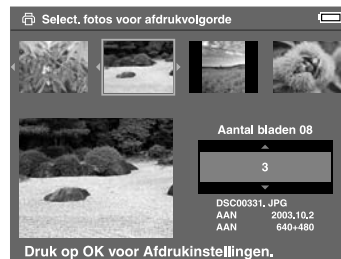 Select. fotos voor afdrukvolgorde
Aantal bladen 08
3
DSC00331. JPG
AAN 2003.10.2
AAN 640+480
Druk op OK voor Afdrukinstellingen.